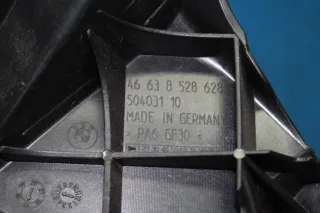 46 63 8 528 628
504031 10
MADE IN GERMANY
> PA6 GF30 <